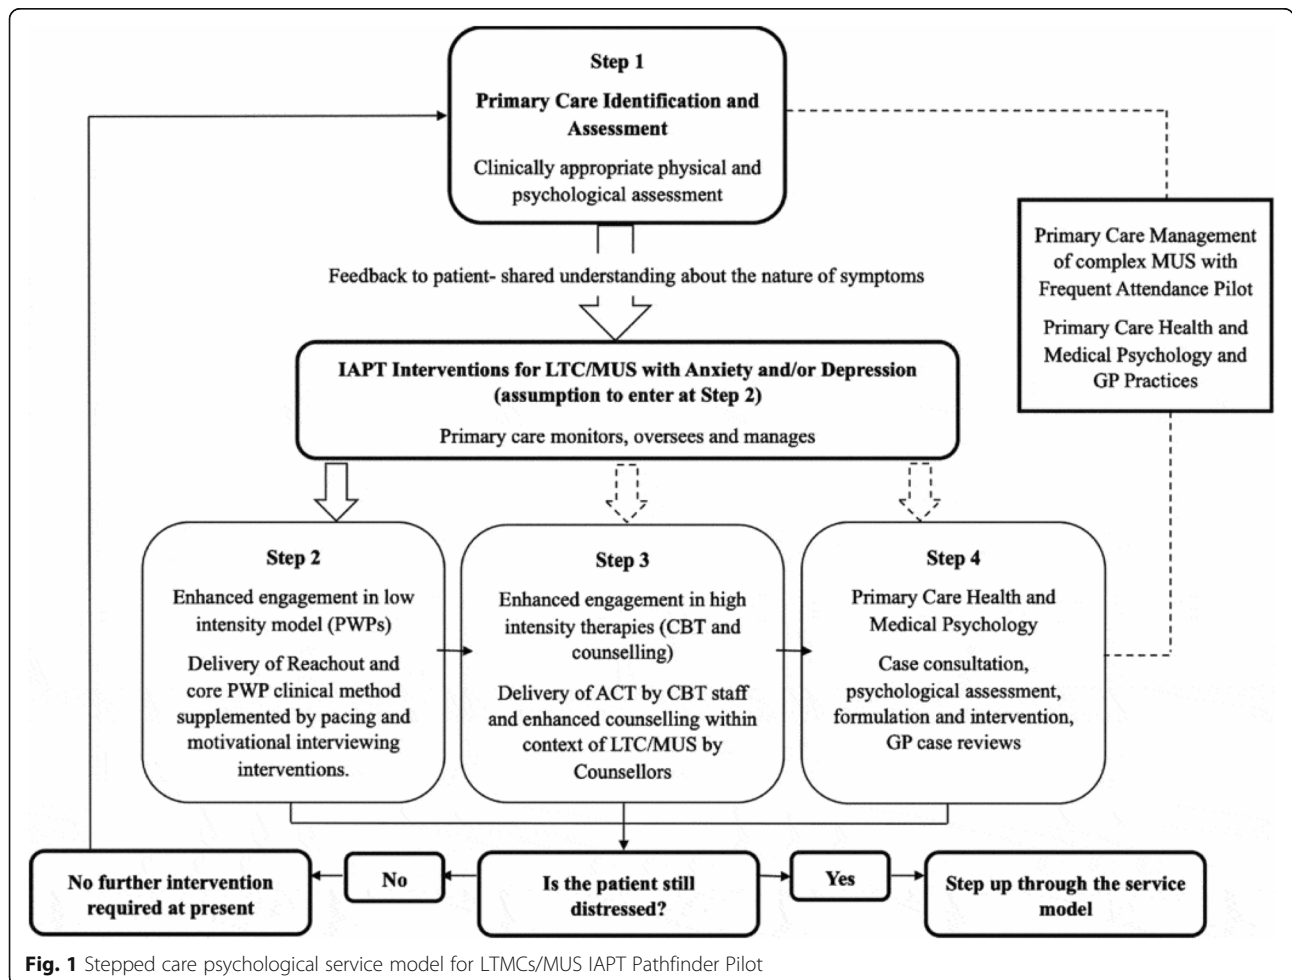 Step 1
Primary Care Identification and
Assessment
Clinically appropriate physical and
psychological assessment
Feedback to patient- shared understanding about the nature of symptoms
Primary Care Management
of complex MUS with
Frequent Attendance Pilot
Primary Care Health and
Medical Psychology and
GP Practices
IAPT Interventions for LTC/MUS with Anxiety and/or Depression
(assumption to enter at Step 2)
Primary care monitors, oversees and manages
Step 2
Enhanced engagement in low
intensity model (PWPs)
Delivery of Reachout and
core PWP clinical method
supplemented by pacing and
motivational interviewing
interventions.
Step 3
Enhanced engagement in high
intensity therapies (CBT and
counselling)
Delivery of ACT by CBT staff
and enhanced counselling within
context of LTC/MUS by
Counsellors
Step 4
Primary Care Health and
Medical Psychology
Case consultation,
psychological assessment,
formulation and intervention,
GP case reviews
No further intervention
required at present
No
Is the patient still
distressed?
Yes
Step up through the service
model
Fig. 1 Stepped care psychological service model for LTMCs/MUS IAPT Pathfinder Pilot